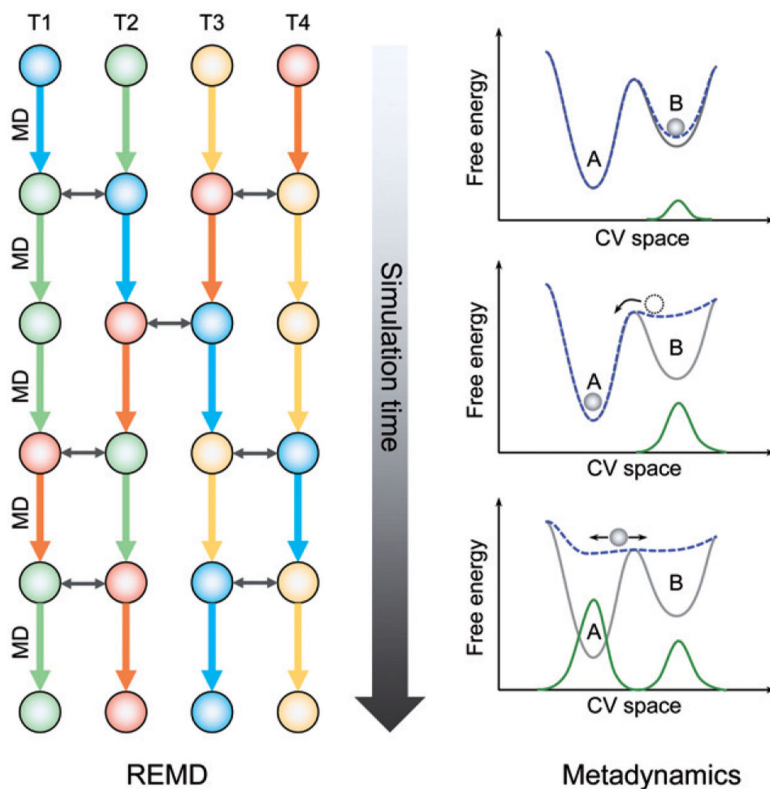 T1 T2 T3 T4
MD
MD
MD
MD
MD
REMD
Simulation time
Free energy
A
B
CV space
Free energy
A
B
CV space
Free energy
A
B
CV space
Metadynamics